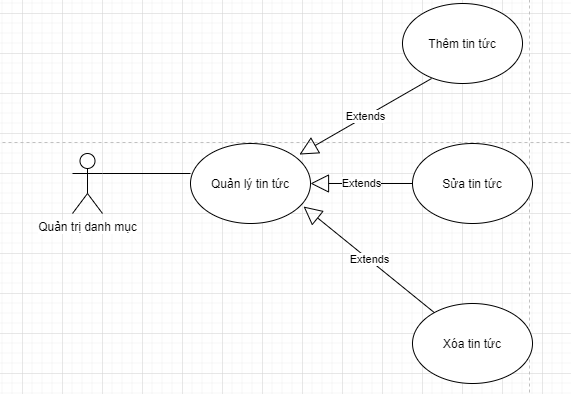 Thêm tin tức
Extends
Quản lý tin tức
Extends
Sửa tin tức
Quản trị danh mục
Extends
Xóa tin tức